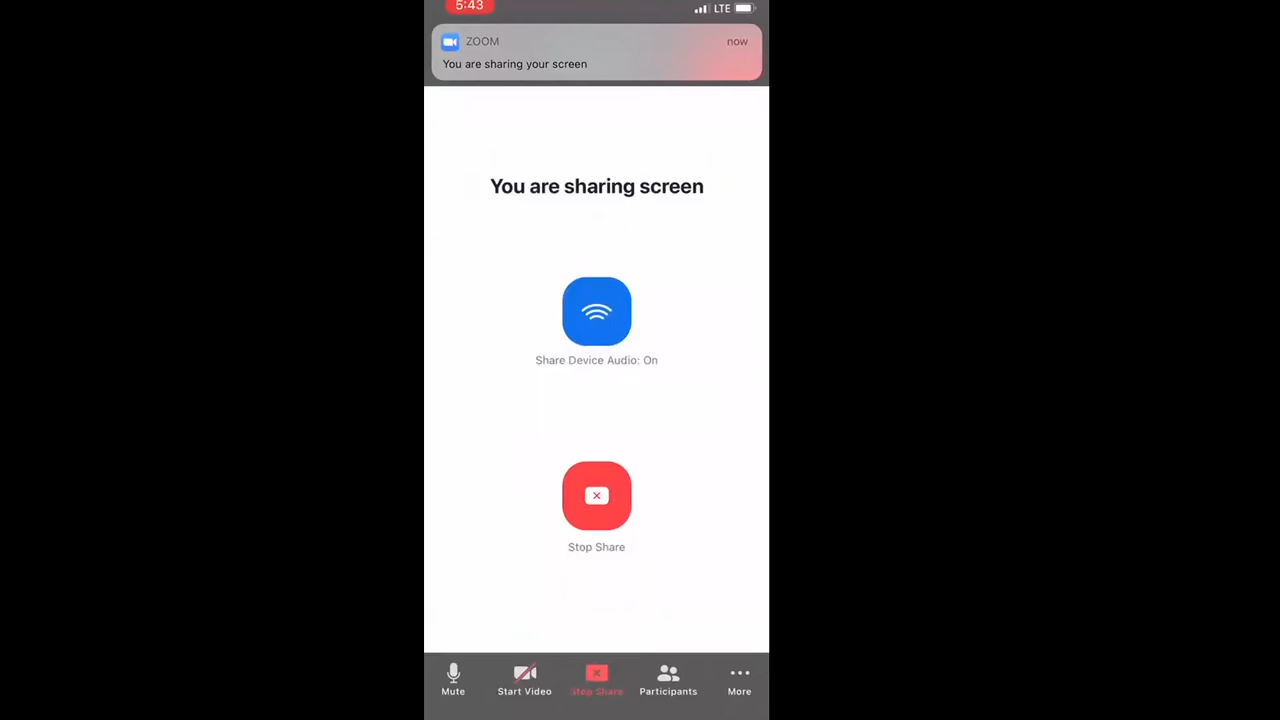 5:43
LTE
ZOOM
now
You are sharing your screen
You are sharing screen
Share Device Audio: On
Stop Share
Mute
Start Video
Stop Share
Participants
More